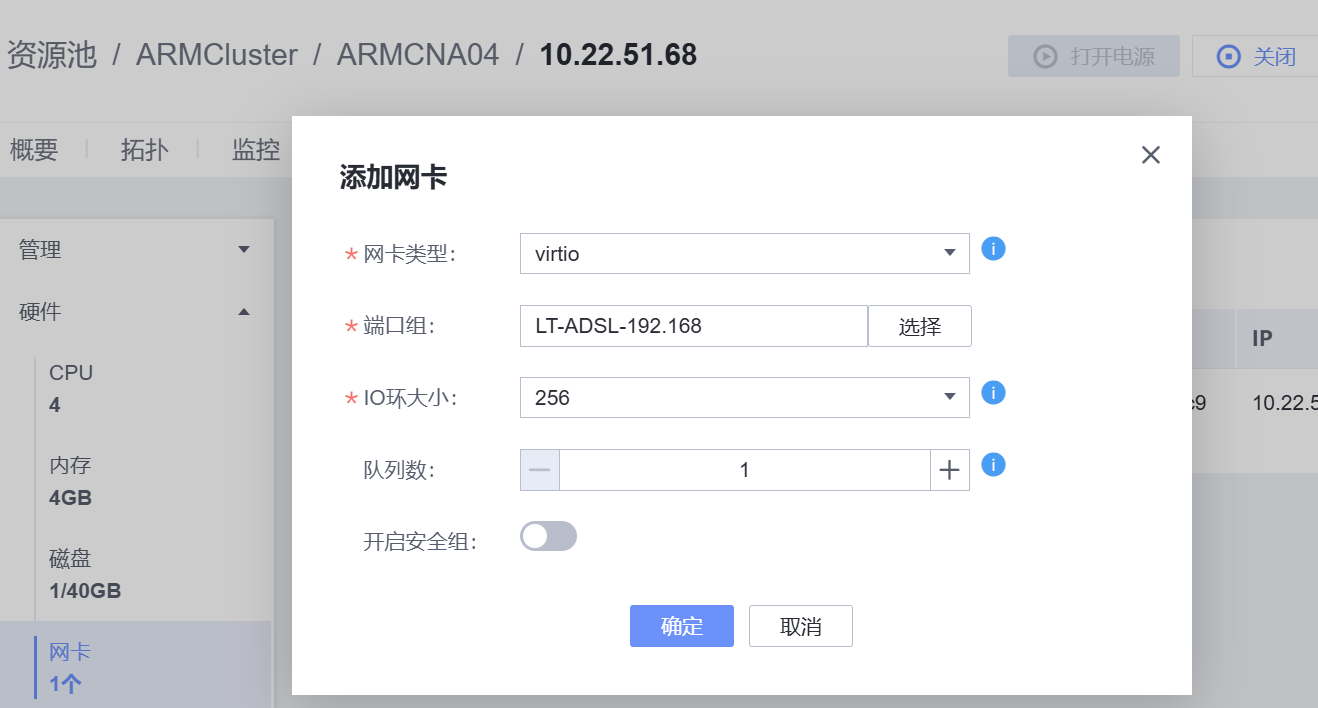 资源池 / ARMCluster / ARMCNA04 / 10.22.51.68
打开电源
关闭
概要
拓扑
监控
管理
硬件
CPU
4
内存
4GB
磁盘
1/40GB
网卡
1个
添加网卡
* 网卡类型: virtio
* 端口组: LT-ADSL-192.168 选择
* IO环大小: 256
队列数: 1
开启安全组:
确定
取消
IP
c9
10.22.5